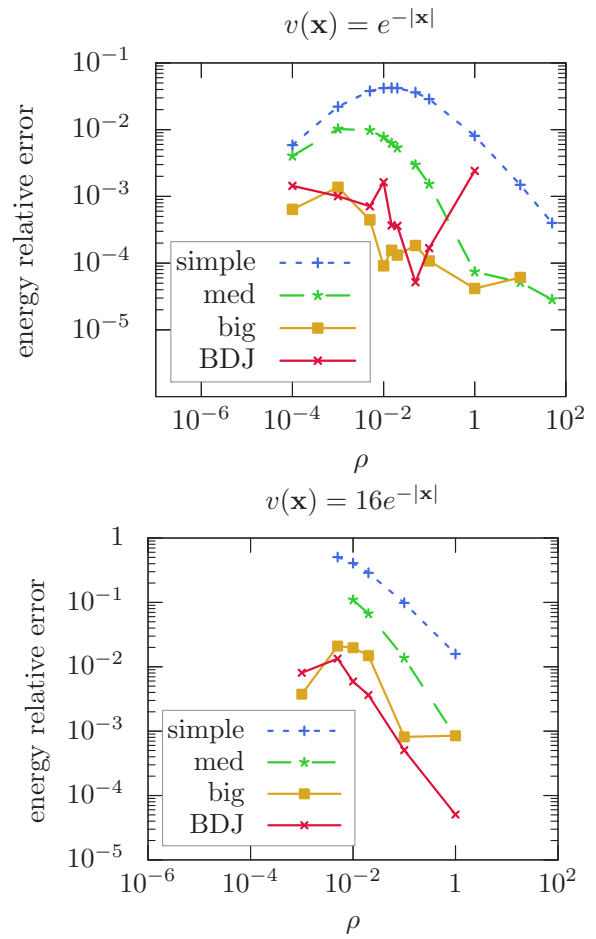 v(x) = e^{−|x|}
energy relative error
10^{−1}
10^{−2}
10^{−3}
10^{−4}
10^{−5}
simple
med
big
BDJ
10^{−6} 10^{−4} 10^{−2} 1 10^2
ρ
v(x) = 16e^{−|x|}
energy relative error
1
10^{−1}
10^{−2}
10^{−3}
10^{−4}
10^{−5}
simple
med
big
BDJ
10^{−6} 10^{−4} 10^{−2} 1 10^2
ρ